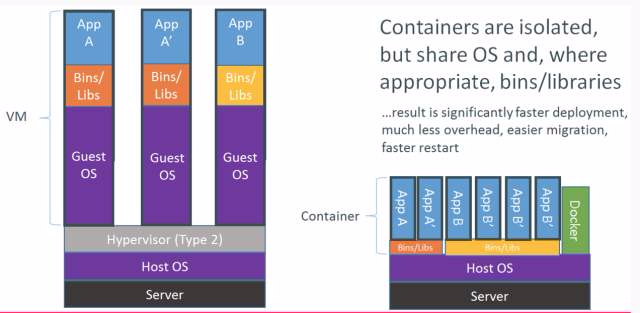 App
A
App
A’
App
B
Bins/
Libs
Bins/
Libs
Bins/
Libs
VM
Guest
OS
Guest
OS
Guest
OS
Hypervisor (Type 2)
Host OS
Server
Containers are isolated,
but share OS and, where
appropriate, bins/libraries
...result is significantly faster deployment,
much less overhead, easier migration,
faster restart
Container
App A
App A’
App B
App B’
App B’
App B’
Docker
Bins/Libs
Bins/Libs
Host OS
Server